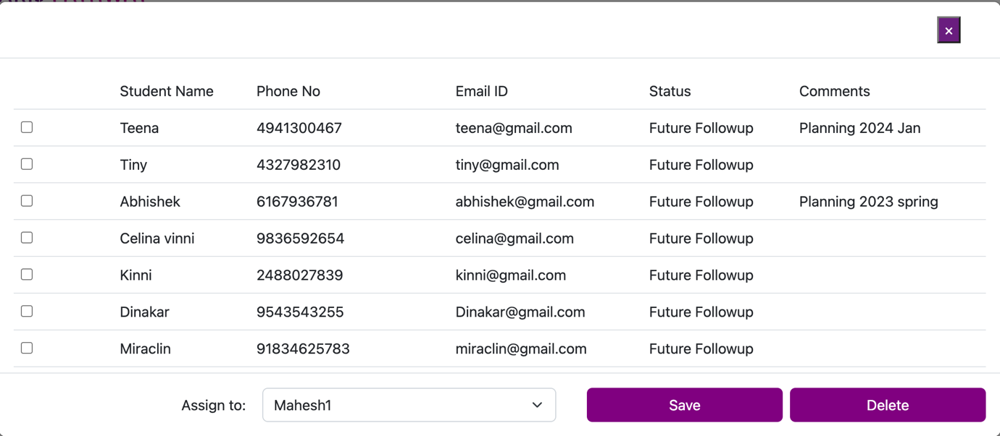 ×
Student Name Phone No Email ID Status Comments
Teena 4941300467 teena@gmail.com Future Followup Planning 2024 Jan
Tiny 4327982310 tiny@gmail.com Future Followup
Abhishek 6167936781 abhishek@gmail.com Future Followup Planning 2023 spring
Celina vinni 9836592654 celina@gmail.com Future Followup
Kinni 2488027839 kinni@gmail.com Future Followup
Dinakar 9543543255 Dinakar@gmail.com Future Followup
Miraclin 91834625783 miraclin@gmail.com Future Followup
Assign to: Mahesh1 Save Delete